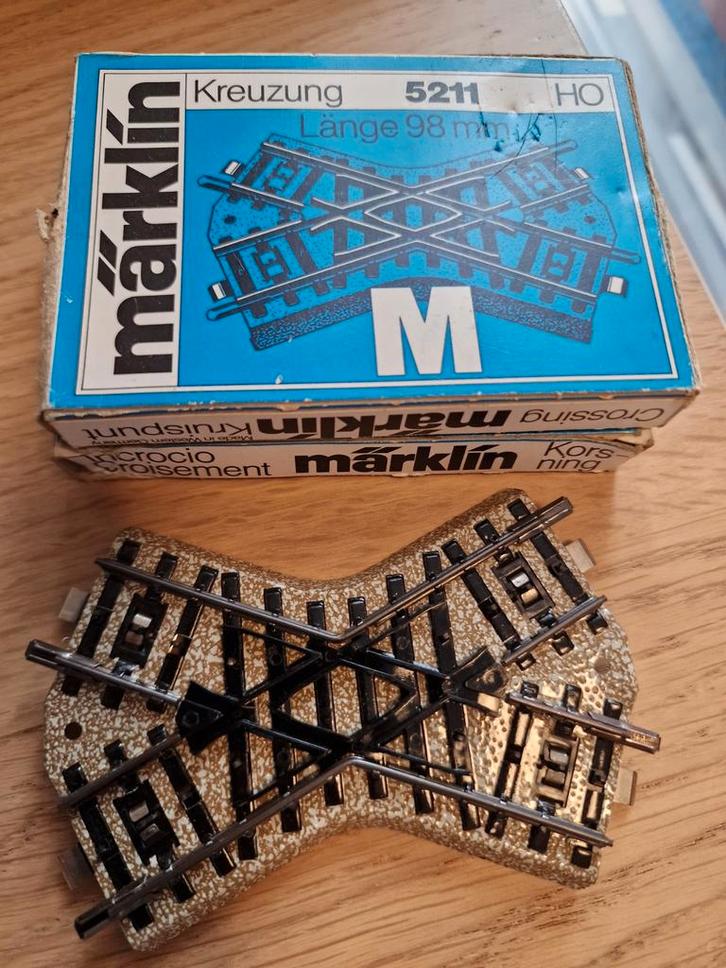 märklin
Kreuzung 5211 HO
Länge 98 mm
M
Crossing märklin Made in Western Germany Kruispunt
Incrocio
Croisement
märklin
Kors-
ning